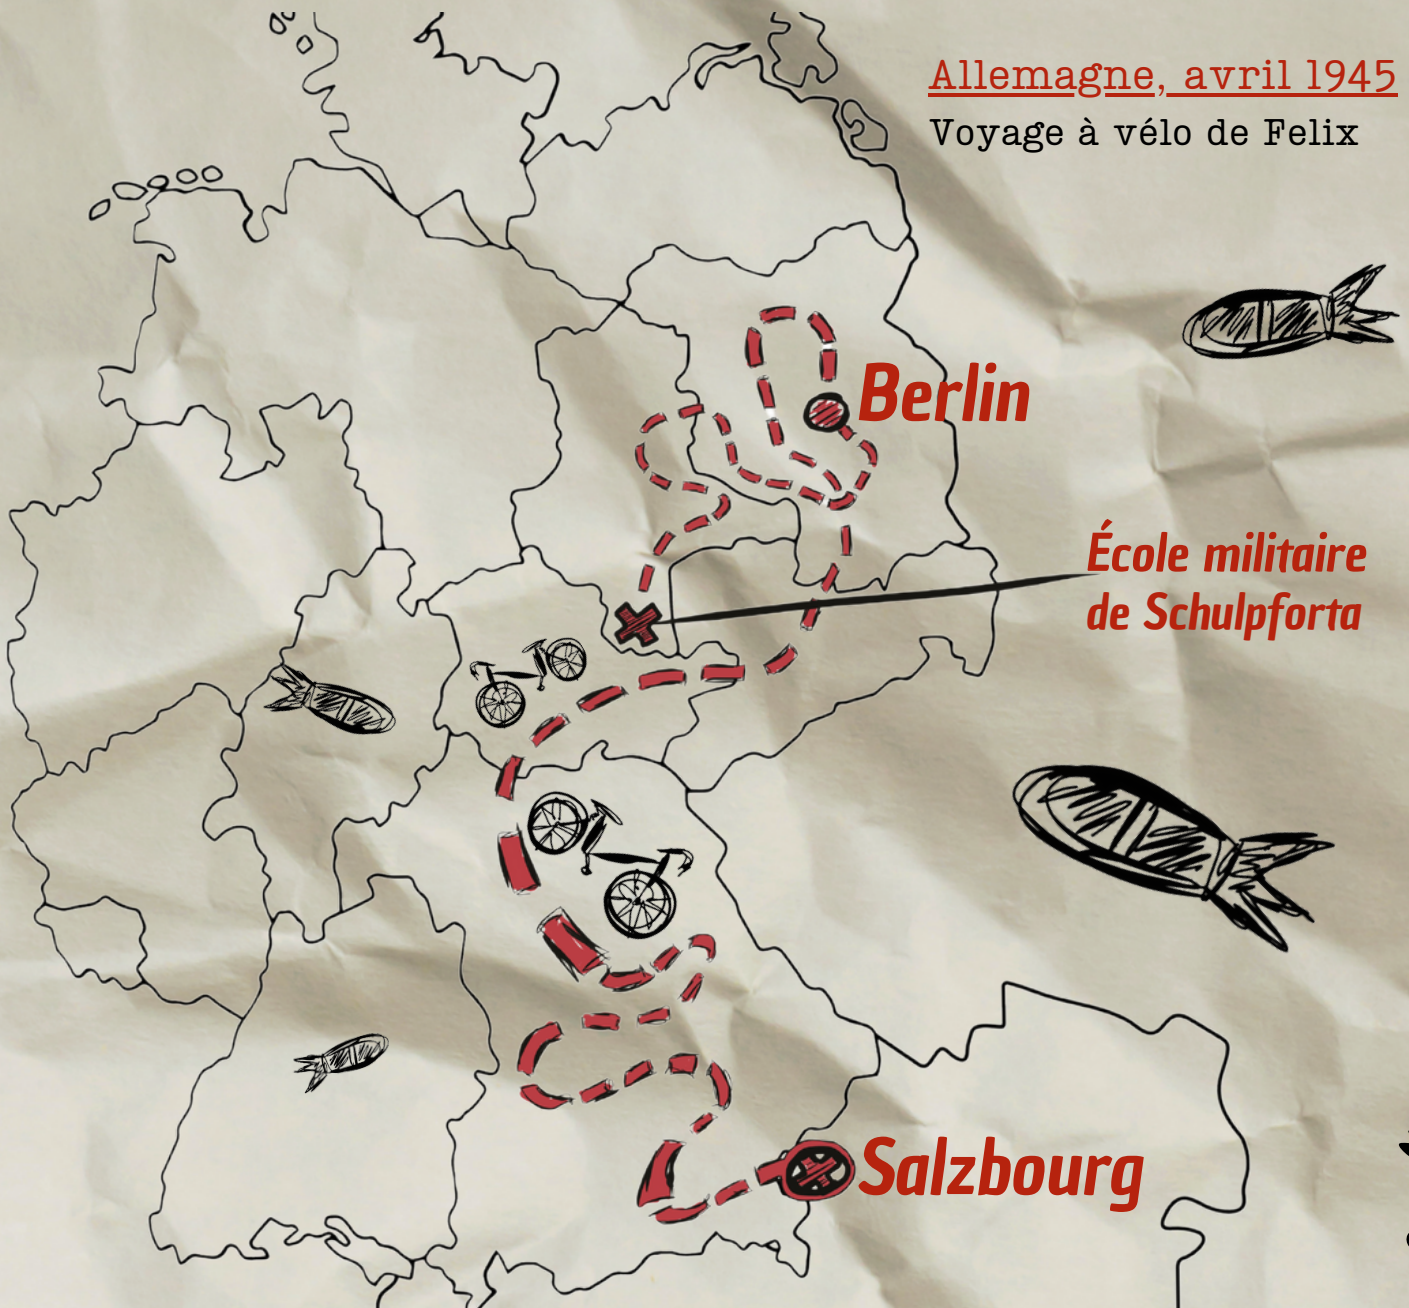 Allemagne, avril 1945
Voyage à vélo de Felix
Berlin
École militaire
de Schulpforta
Salzbourg